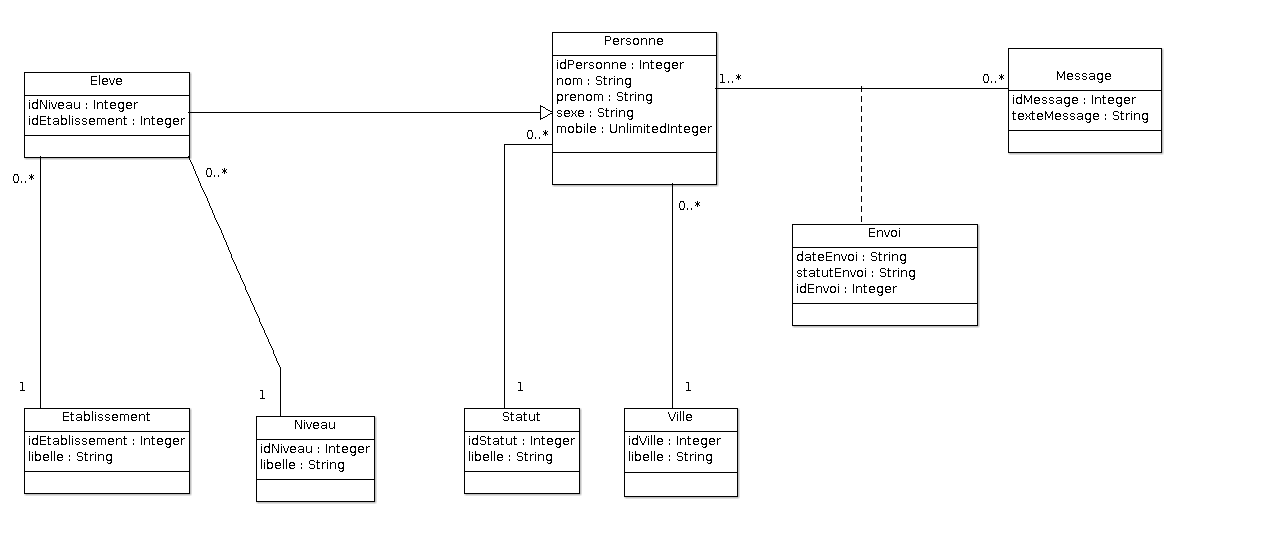 Personne
idPersonne : Integer
nom : String
prenom : String
sexe : String
mobile : UnlimitedInteger
Eleve
idNiveau : Integer
idEtablissement : Integer
Message
idMessage : Integer
texteMessage : String
1..*
0..*
0..*
0..*
0..*
0..*
Envoi
dateEnvoi : String
statutEnvoi : String
idEnvoi : Integer
1
1
1
1
Etablissement
idEtablissement : Integer
libelle : String
Niveau
idNiveau : Integer
libelle : String
Statut
idStatut : Integer
libelle : String
Ville
idVille : Integer
libelle : String